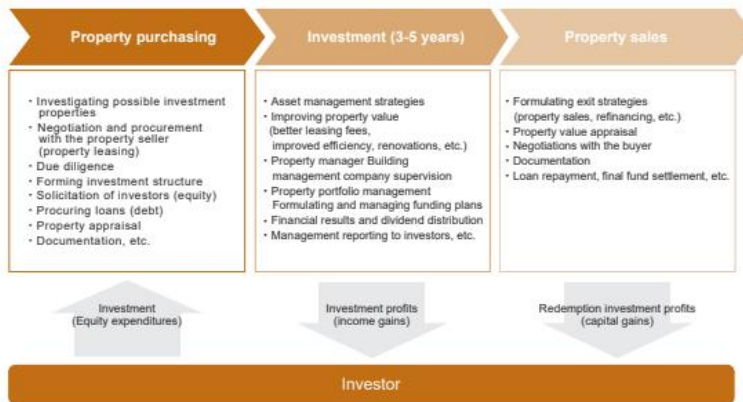 Property purchasing
Investment (3-5 years)
Property sales
・Investigating possible investment
properties
・Negotiation and procurement
with the property seller
(property leasing)
・Due diligence
・Forming investment structure
・Solicitation of investors (equity)
・Procuring loans (debt)
・Property appraisal
・Documentation, etc.
・Asset management strategies
・Improving property value
(better leasing fees,
improved efficiency, renovations, etc.)
・Property manager Building
management company supervision
・Property portfolio management
Formulating and managing funding plans
・Financial results and dividend distribution
・Management reporting to investors, etc.
・Formulating exit strategies
(property sales, refinancing, etc.)
・Property value appraisal
・Negotiations with the buyer
・Documentation
・Loan repayment, final fund settlement, etc.
Investment
(Equity expenditures)
Investment profits
(income gains)
Redemption investment profits
(capital gains)
Investor